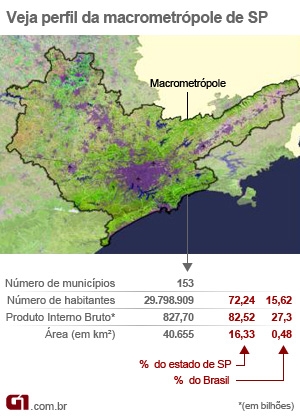 Veja perfil da macrometrópole de SP
Macrometrópole
Número de municípios 153
Número de habitantes 29.798.909 72,24 15,62
Produto Interno Bruto* 827,70 82,52 27,3
Área (em km²) 40.655 16,33 0,48
% do estado de SP
% do Brasil
G1.com.br *(em bilhões)